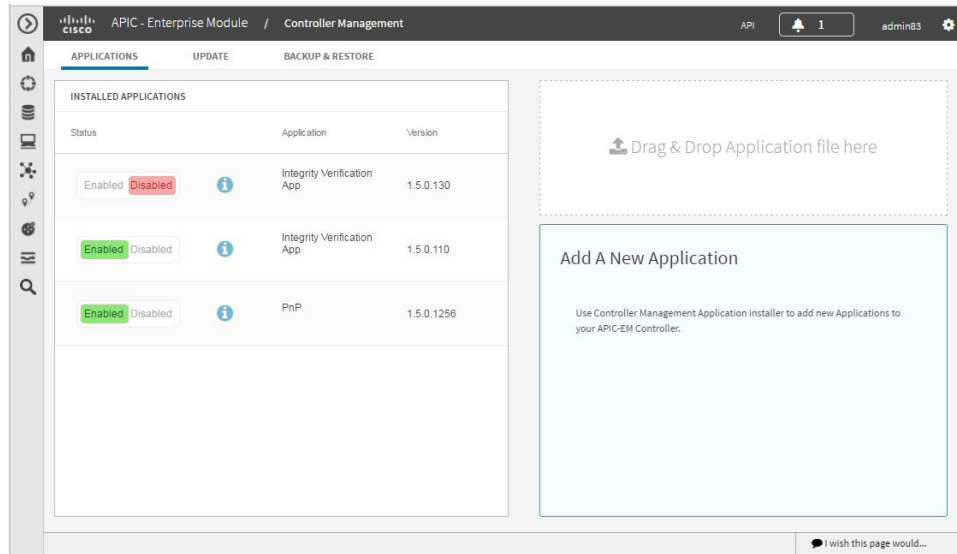 CISCO APIC - Enterprise Module / Controller Management API 1 admin83
APPLICATIONS UPDATE BACKUP & RESTORE
INSTALLED APPLICATIONS
Status Application Version
Enabled Disabled Integrity Verification App 1.5.0.130
Enabled Disabled Integrity Verification App 1.5.0.110
Enabled Disabled PnP 1.5.0.1256
Drag & Drop Application file here
Add A New Application
Use Controller Management Application installer to add new Applications to
your APIC-EM Controller.
I wish this page would...